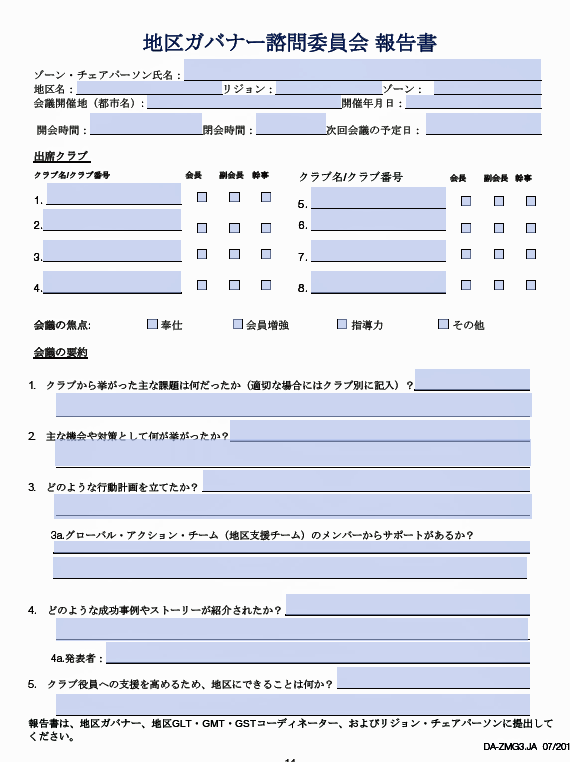 地区ガバナー諮問委員会 報告書
ゾーン・チェアパーソン氏名：
地区名： リジョン： ゾーン：
会議開催地（都市名）： 開催年月日：
開会時間： 閉会時間： 次回会議の予定日：
出席クラブ
クラブ名/クラブ番号 会長 副会長 幹事 クラブ名/クラブ番号 会長 副会長 幹事
1. 5.
2. 6.
3. 7.
4. 8.
会議の焦点: 奉仕 会員増強 指導力 その他
会議の要約
1. クラブから挙がった主な課題は何だったか（適切な場合にはクラブ別に記入）？
2. 主な機会や対策として何が挙がったか？
3. どのような行動計画を立てたか？
3a.グローバル・アクション・チーム（地区支援チーム）のメンバーからサポートがあるか？
4. どのような成功事例やストーリーが紹介されたか？
4a.発表者：
5. クラブ役員への支援を高めるため、地区にできることは何か？
報告書は、地区ガバナー、地区GLT・GMT・GSTコーディネーター、およびリジョン・チェアパーソンに提出して
ください。
DA-ZMG3.JA 07/201